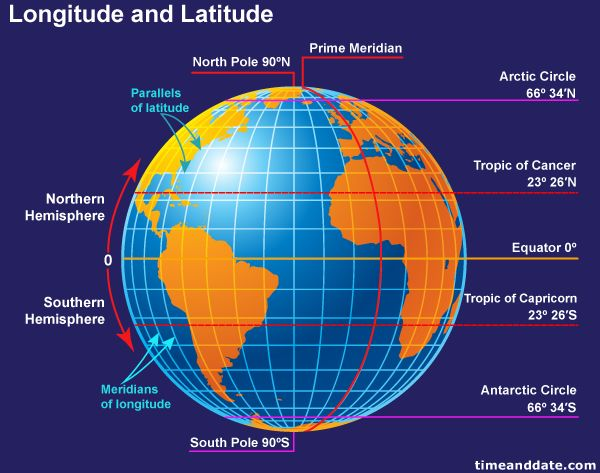 Longitude and Latitude
Prime Meridian
North Pole 90ºN
Arctic Circle
66º 34′N
Parallels
of latitude
Tropic of Cancer
23º 26′N
Northern
Hemisphere
Equator 0º
0
Southern
Hemisphere
Tropic of Capricorn
23º 26′S
Meridians
of longitude
Antarctic Circle
66º 34′S
South Pole 90ºS
timeanddate.com